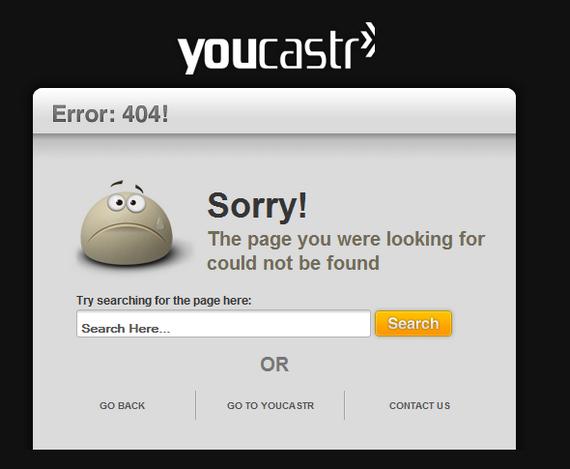 youcastr
Error: 404!
Sorry!
The page you were looking for
could not be found
Try searching for the page here:
Search Here...
Search
OR
GO BACK
GO TO YOUCASTR
CONTACT US